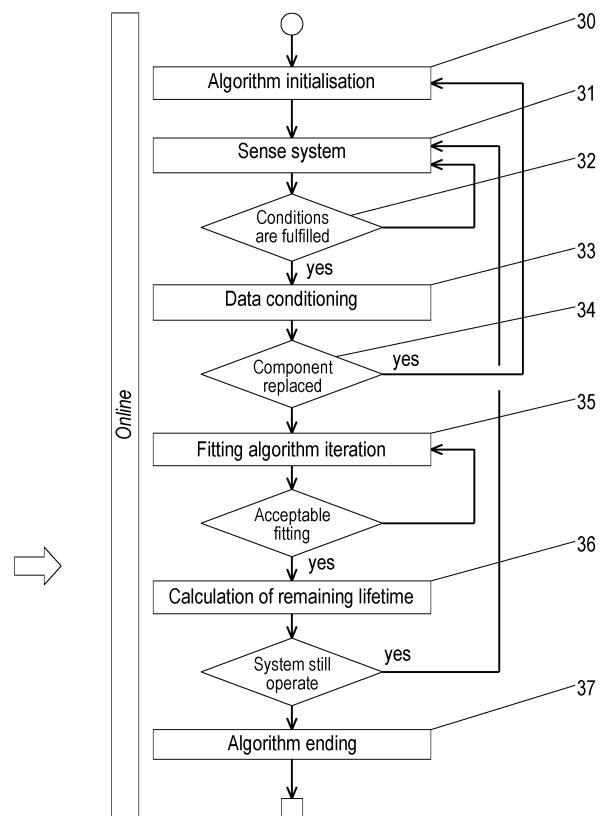 30
Algorithm initialisation
31
Sense system
32
Conditions
are fulfilled
yes
33
Data conditioning
34
Component
replaced
yes
35
Fitting algorithm iteration
Acceptable
fitting
yes
36
Calculation of remaining lifetime
System still
operate
yes
37
Algorithm ending
Online